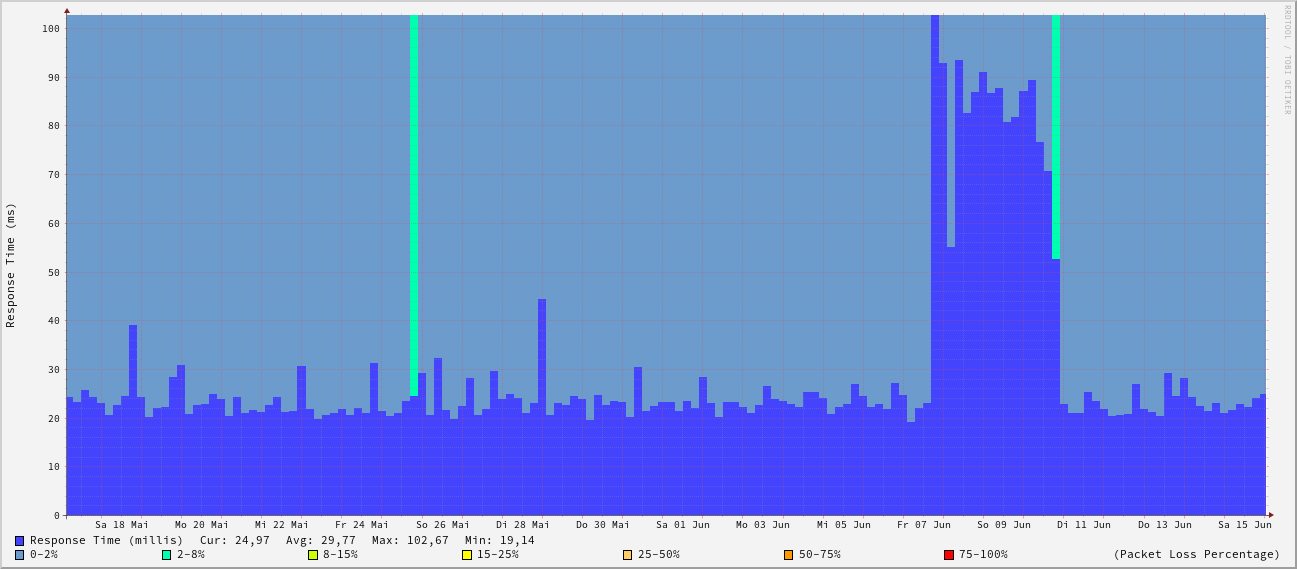 RRDTOOL / TOBI OETIKER
Response Time (ms)
100
90
80
70
60
50
40
30
20
10
0
Sa 18 Mai Mo 20 Mai Mi 22 Mai Fr 24 Mai So 26 Mai Di 28 Mai Do 30 Mai Sa 01 Jun Mo 03 Jun Mi 05 Jun Fr 07 Jun So 09 Jun Di 11 Jun Do 13 Jun Sa 15 Jun
Response Time (millis) Cur: 24,97 Avg: 29,77 Max: 102,67 Min: 19,14
0-2% 2-8% 8-15% 15-25% 25-50% 50-75% 75-100% (Packet Loss Percentage)